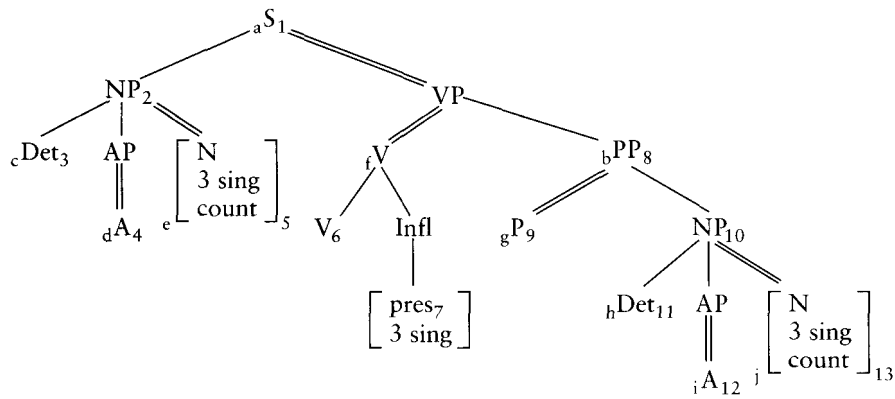 aS1
NP2 VP
cDet3 AP N fV bPP8
3 sing
count
e 5
dA4 V6 Infl gP9 NP10
pres7
3 sing
hDet11 AP N
3 sing
count
j 13
iA12